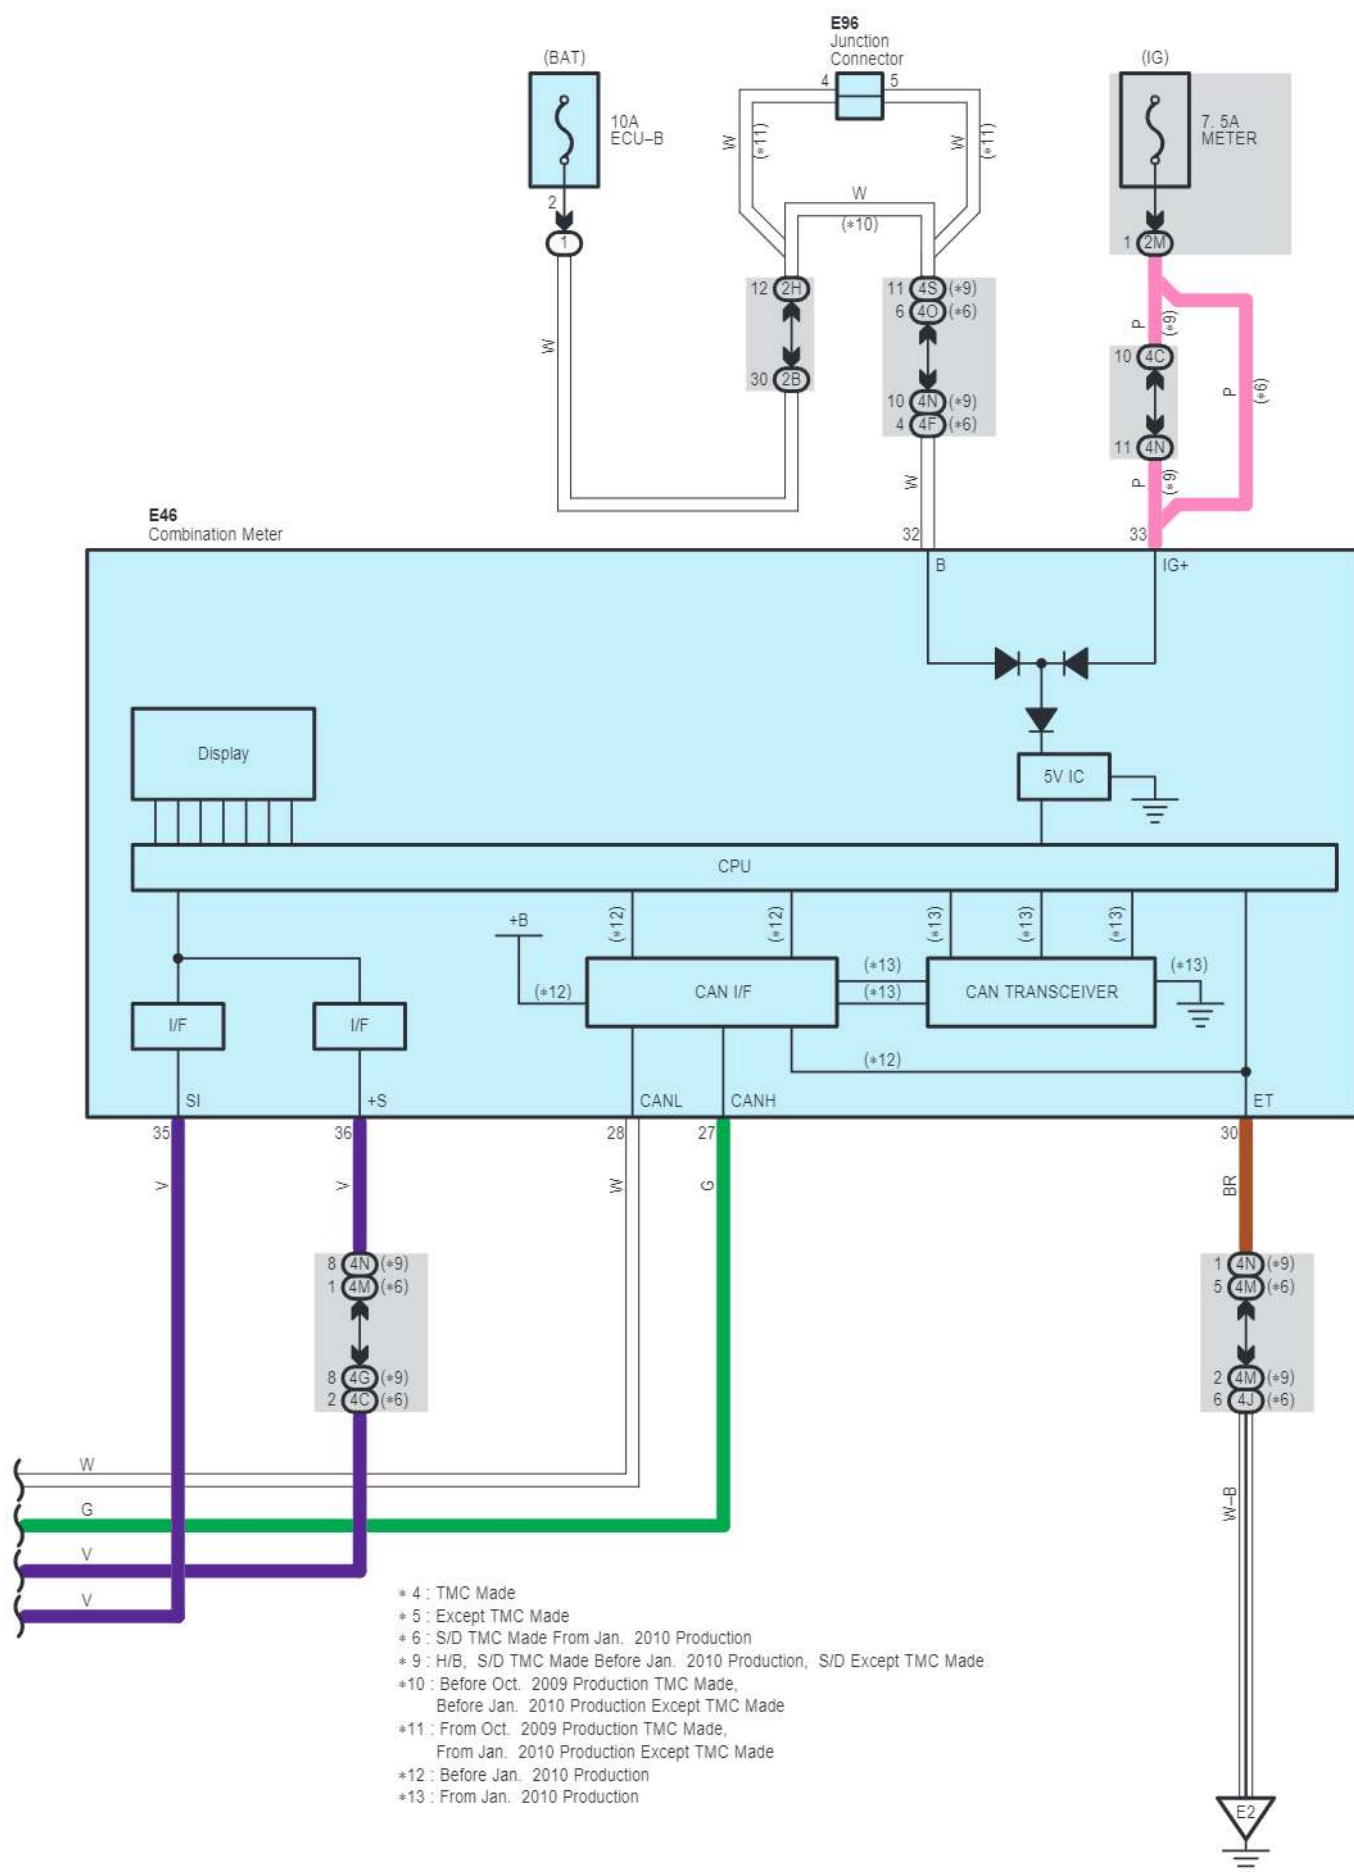 E96
Junction
Connector
(BAT)
(IG)
4
5
10A
ECU–B
7. 5A
METER
W
(∗11)
W
(∗11)
2
1
W
(∗10)
1 2M
12 2H
11 4S (∗9)
6 4O (∗6)
P
(∗9)
W
10 4C
30 2B
10 4N (∗9)
4 4F (∗6)
P
(∗6)
11 4N
W
P
(∗9)
E46
Combination Meter
32
33
B
IG+
Display
5V IC
CPU
+B
(∗12)
(∗12)
(∗13)
(∗13)
(∗13)
(∗12)
CAN I/F
(∗13)
(∗13)
CAN TRANSCEIVER
(∗13)
I/F
I/F
(∗12)
SI
+S
CANL
CANH
ET
35
36
28
27
30
V
V
W
G
BR
8 4N (∗9)
1 4M (∗6)
8 4G (∗9)
2 4C (∗6)
1 4N (∗9)
5 4M (∗6)
2 4M (∗9)
6 4J (∗6)
W
G
V
V
W–B
∗ 4 : TMC Made
∗ 5 : Except TMC Made
∗ 6 : S/D TMC Made From Jan. 2010 Production
∗ 9 : H/B, S/D TMC Made Before Jan. 2010 Production, S/D Except TMC Made
∗10 : Before Oct. 2009 Production TMC Made,
Before Jan. 2010 Production Except TMC Made
∗11 : From Oct. 2009 Production TMC Made,
From Jan. 2010 Production Except TMC Made
∗12 : Before Jan. 2010 Production
∗13 : From Jan. 2010 Production
E2